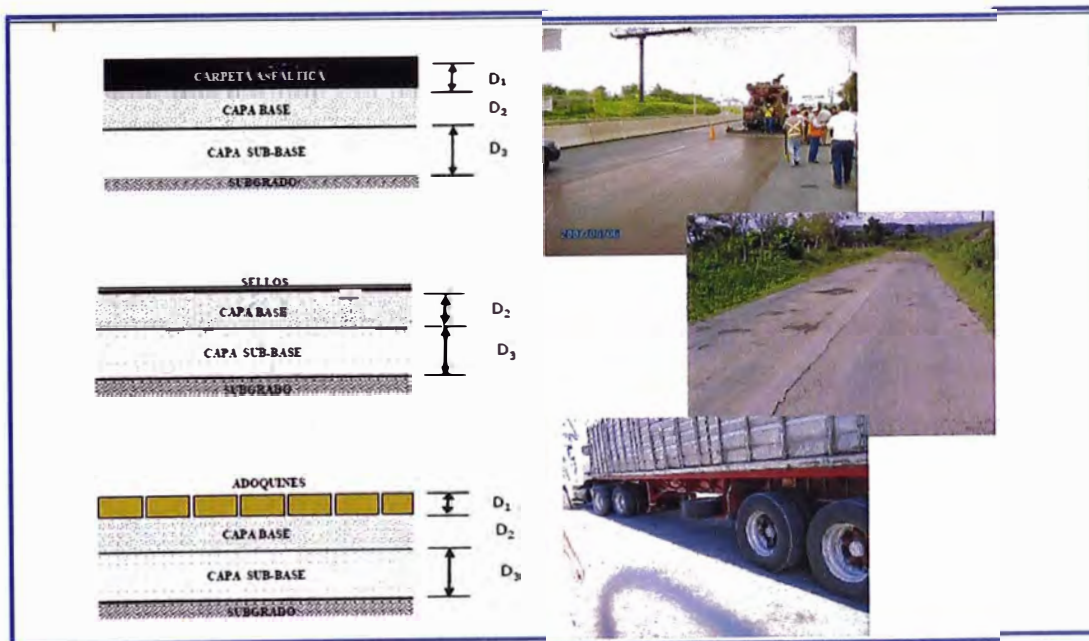 CARPETA ASFALTICA
D1
CAPA BASE
D2
CAPA SUB-BASE
D3
SUBGRADO
SELLOS
CAPA BASE
D2
CAPA SUB-BASE
D3
SUBGRADO
ADOQUINES
D1
CAPA BASE
D2
CAPA SUB-BASE
D3
SUBGRADO